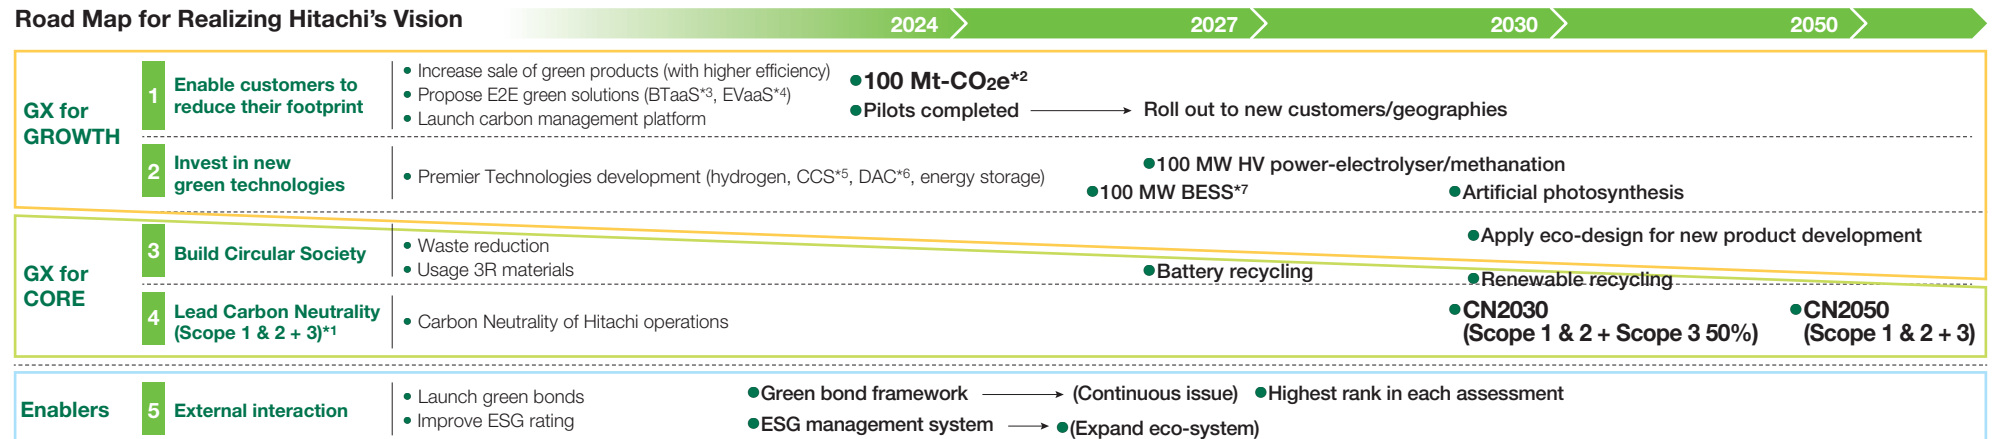 Road Map for Realizing Hitachi's Vision
2024
2027
2030
2050
GX for
GROWTH
1
Enable customers to
reduce their footprint
• Increase sale of green products (with higher efficiency)
• Propose E2E green solutions (BTaaS*3, EVaaS*4)
• Launch carbon management platform
•100 Mt-CO2e*2
•Pilots completed
Roll out to new customers/geographies
2
Invest in new
green technologies
• Premier Technologies development (hydrogen, CCS*5, DAC*6, energy storage)
•100 MW HV power-electrolyser/methanation
•100 MW BESS*7
•Artificial photosynthesis
GX for
CORE
3
Build Circular Society
• Waste reduction
• Usage 3R materials
•Apply eco-design for new product development
•Battery recycling
•Renewable recycling
4
Lead Carbon Neutrality
(Scope 1 & 2 + 3)*1
• Carbon Neutrality of Hitachi operations
•CN2030
(Scope 1 & 2 + Scope 3 50%)
•CN2050
(Scope 1 & 2 + 3)
Enablers
5
External interaction
• Launch green bonds
• Improve ESG rating
•Green bond framework
(Continuous issue)
•Highest rank in each assessment
•ESG management system
•(Expand eco-system)